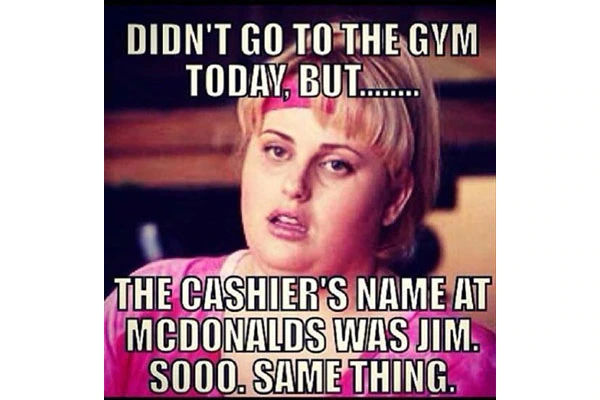 DIDN'T GO TO THE GYM
TODAY, BUT........
THE CASHIER'S NAME AT
MCDONALDS WAS JIM.
SOOO. SAME THING.